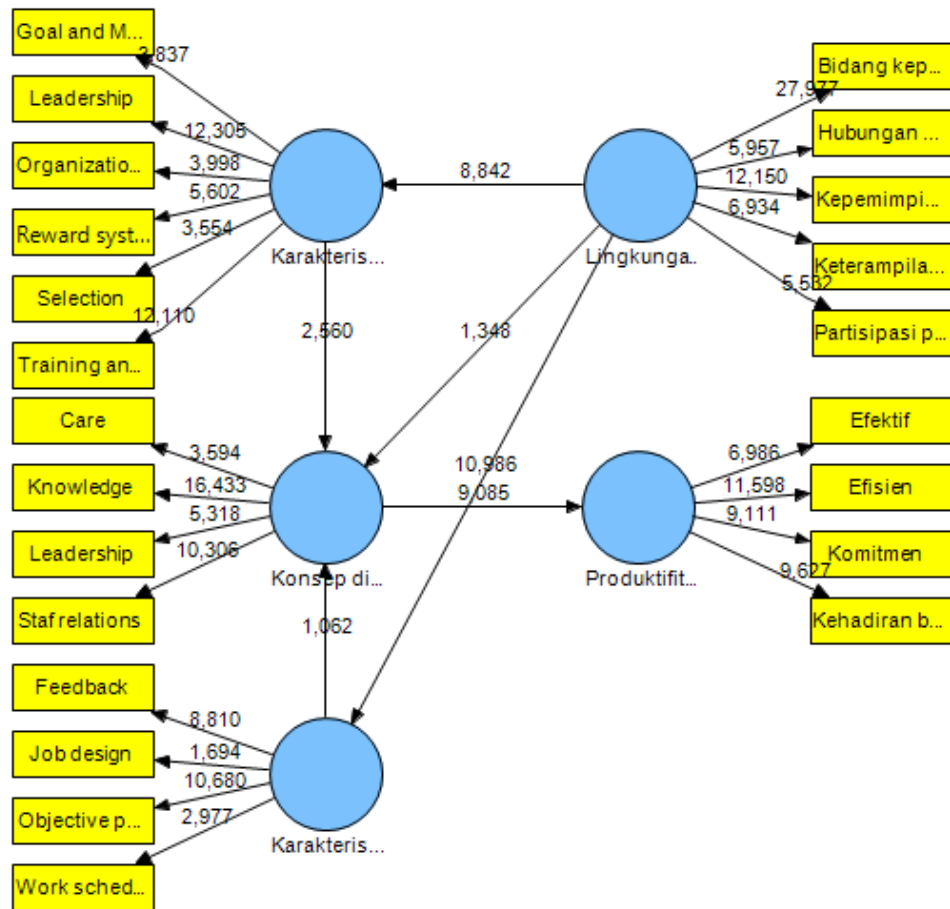 Goal and M...
Leadership
Organizatio...
Reward syst...
Selection
Training an...
3,837
12,305
3,998
5,602
3,554
12,110
Karakteris...
8,842
Lingkunga..
27,977
5,957
12,150
6,934
5,532
Bidang kep...
Hubungan ...
Kepemimpi...
Keterampila...
Partisipasi p...
2,560
1,348
10,986
Care
Knowledge
Leadership
Staf relations
3,594
16,433
5,318
10,306
Konsep di...
9,085
Produktifit...
6,986
11,598
9,111
9,627
Efektif
Efisien
Komitmen
Kehadiran b...
1,062
Feedback
Job design
Objective p...
Work sched...
8,810
1,694
10,680
2,977
Karakteris...